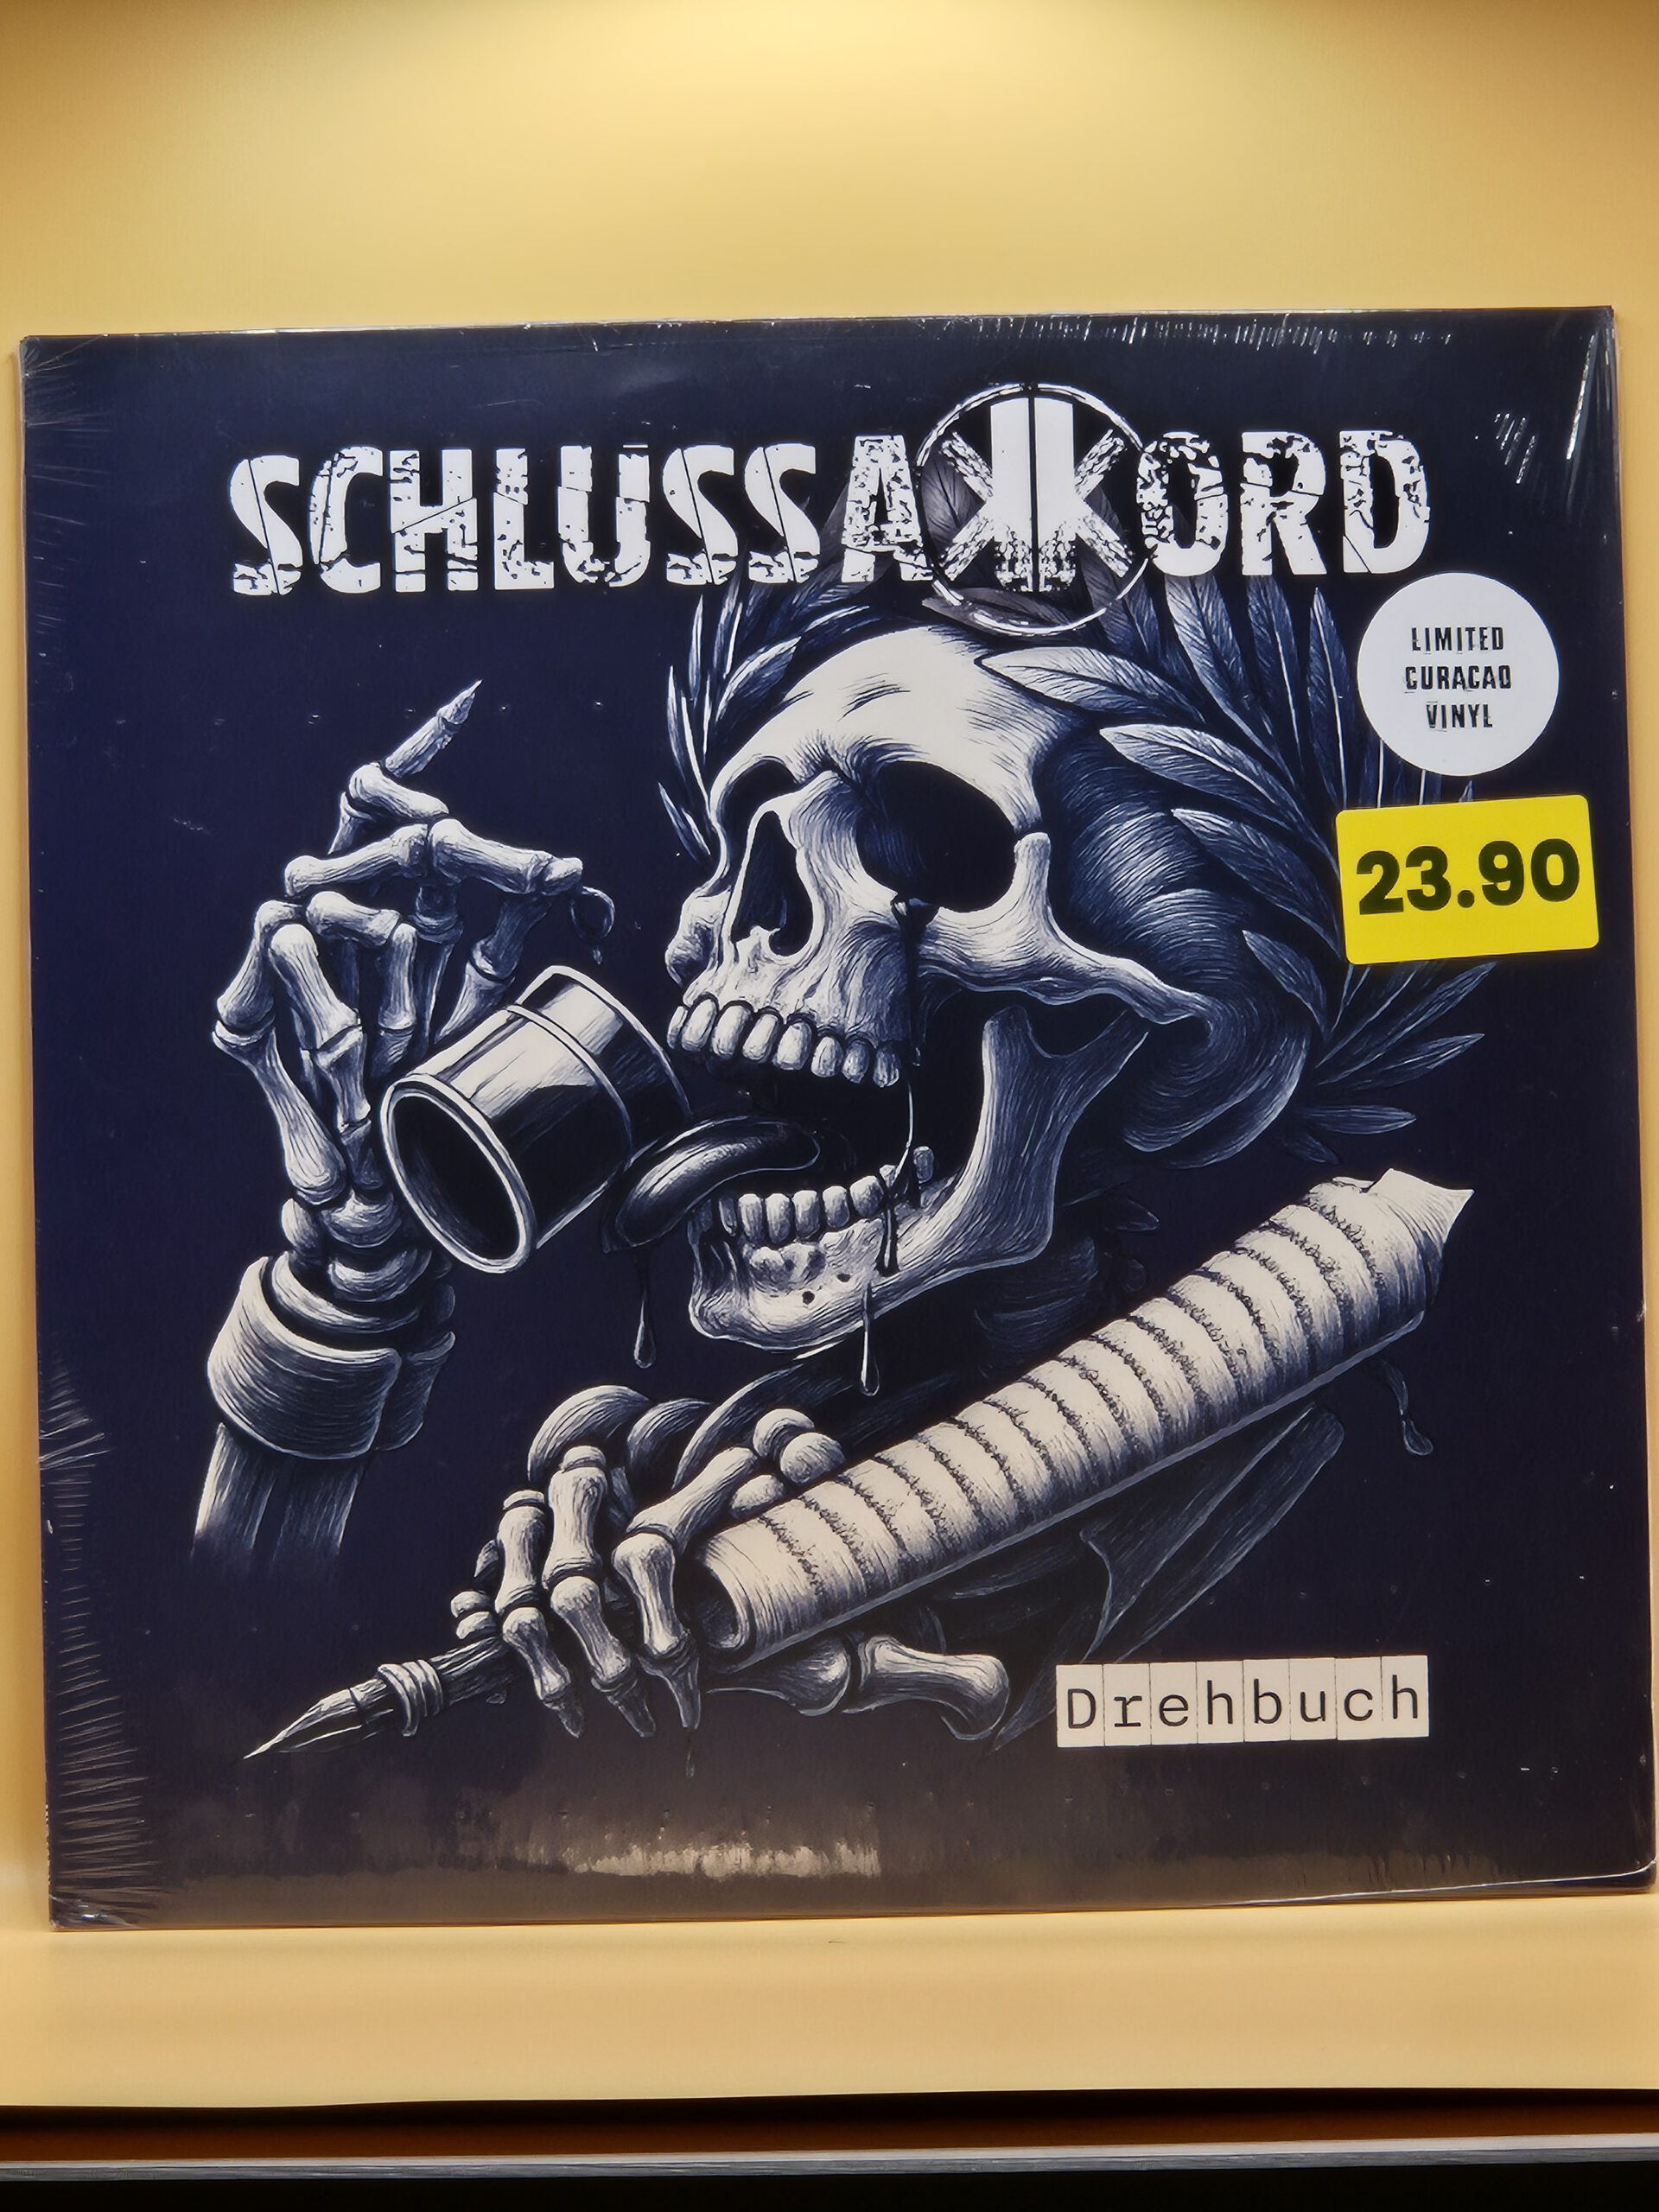 SCHLUSSAKKORD
LIMITED
CURACAO
VINYL
23.90
Drehbuch